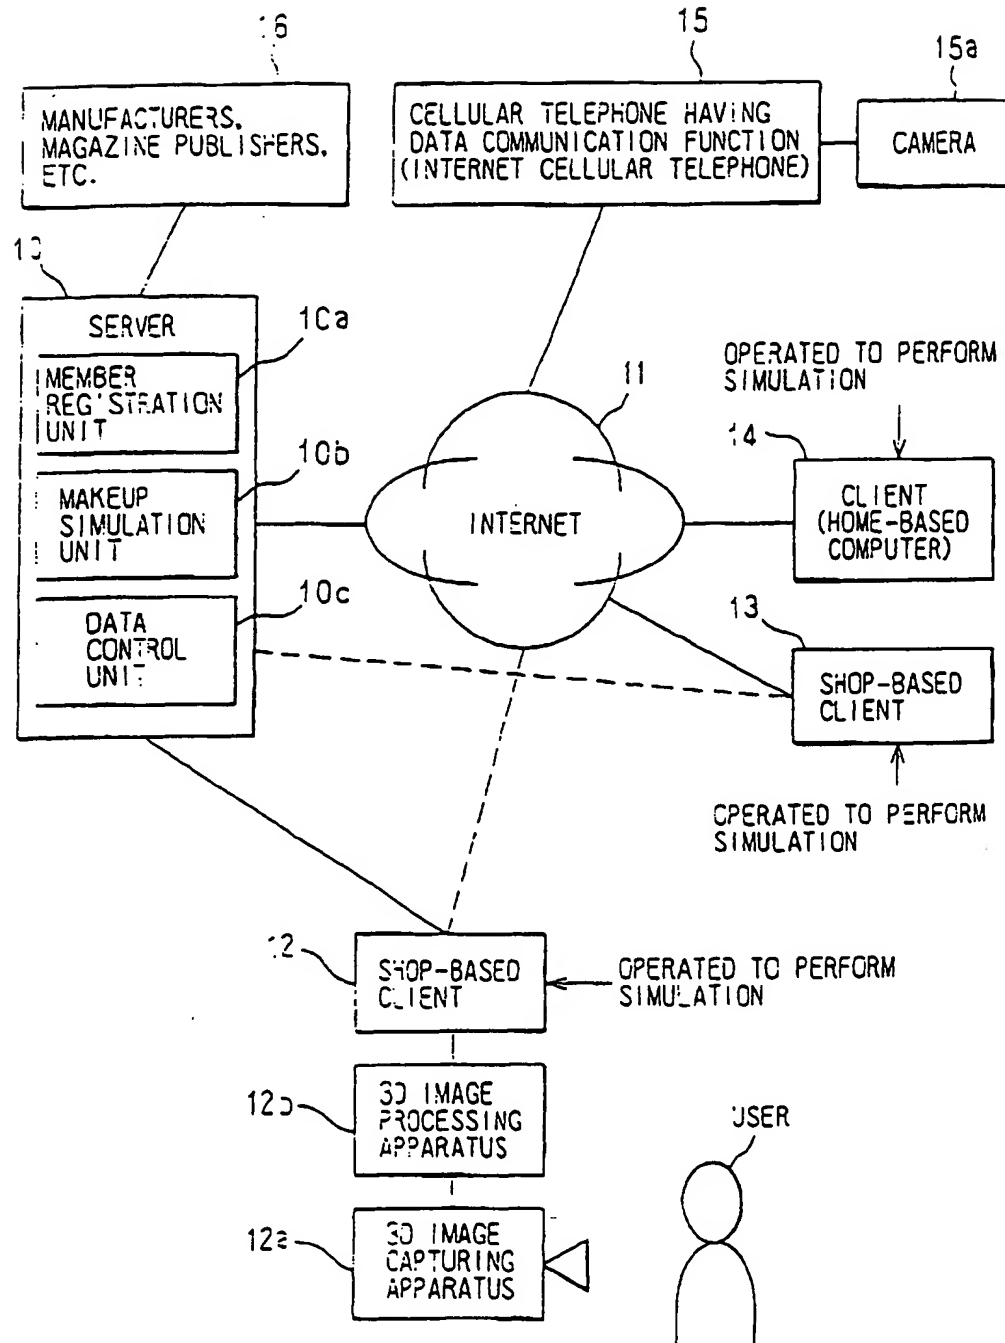 16
15
15a
MANUFACTURERS,
MAGAZINE PUBLISHERS,
ETC.
CELLULAR TELEPHONE HAVING
DATA COMMUNICATION FUNCTION
(INTERNET CELLULAR TELEPHONE)
CAMERA
10
SERVER
10a
MEMBER
REGISTRATION
UNIT
10b
MAKEUP
SIMULATION
UNIT
10c
DATA
CONTROL
UNIT
11
INTERNET
OPERATED TO PERFORM
SIMULATION
14
CLIENT
(HOME-BASED
COMPUTER)
13
SHOP-BASED
CLIENT
OPERATED TO PERFORM
SIMULATION
12
SHOP-BASED
CLIENT
OPERATED TO PERFORM
SIMULATION
12b
3D IMAGE
PROCESSING
APPARATUS
12a
3D IMAGE
CAPTURING
APPARATUS
USER